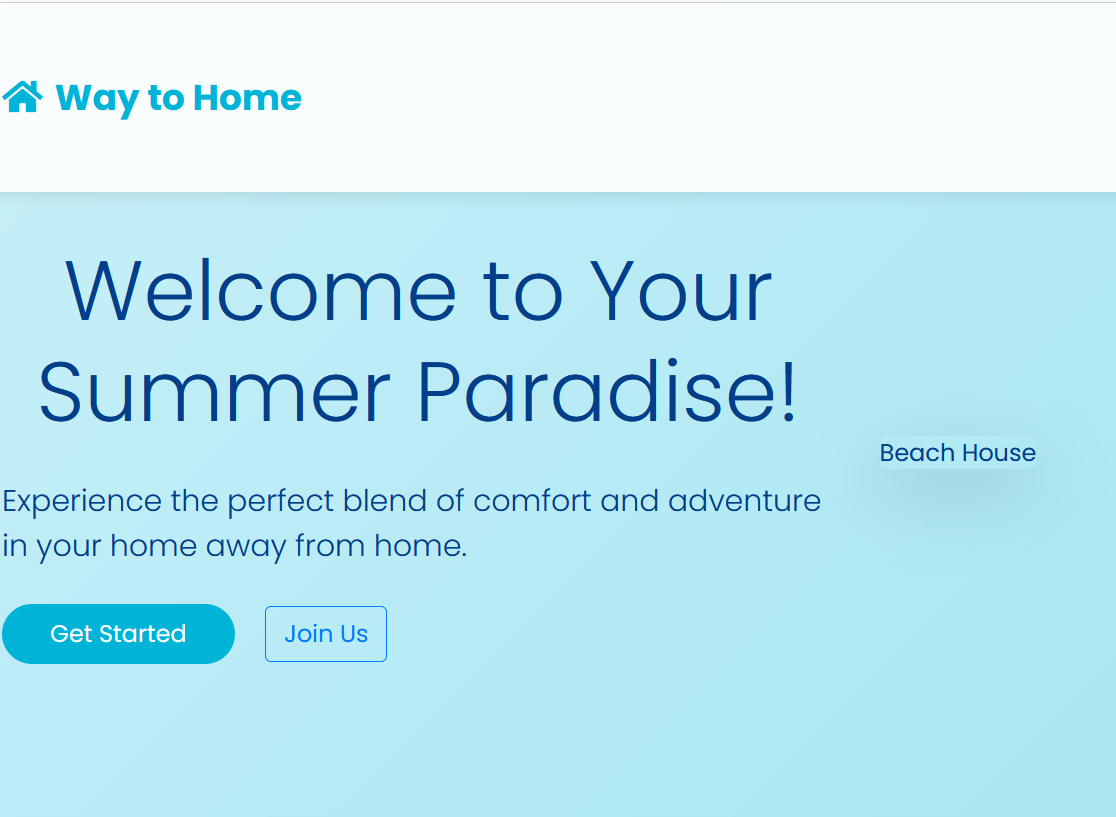 Way to Home
Welcome to Your
Summer Paradise!
Beach House
Experience the perfect blend of comfort and adventure
in your home away from home.
Get Started
Join Us